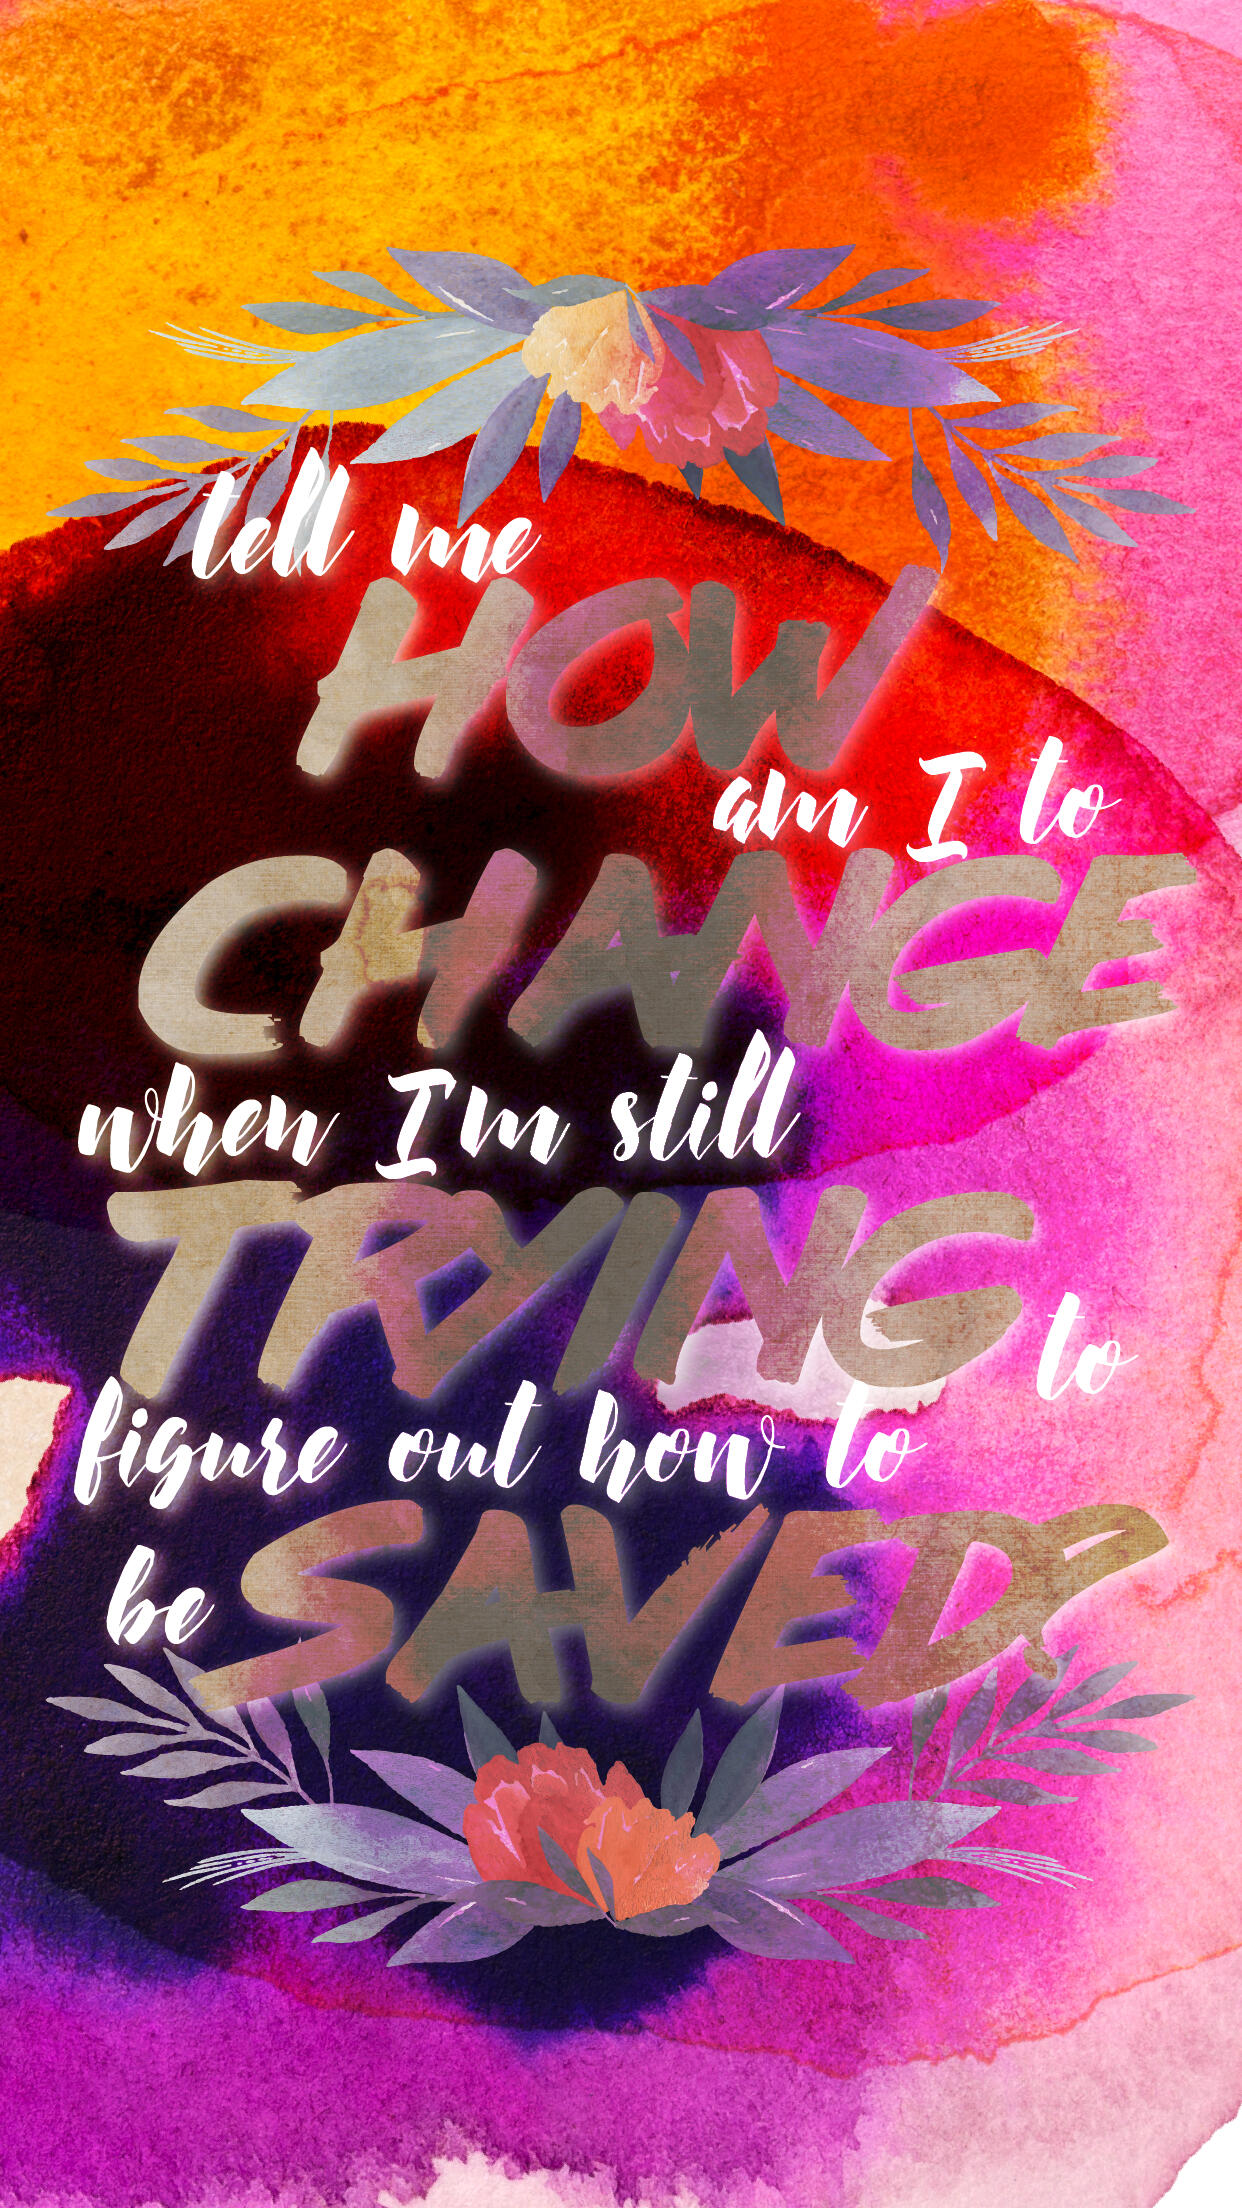 tell me
HOW
am I to
CHANGE
when I'm still
TRYING to
figure out how to
be SAVED?